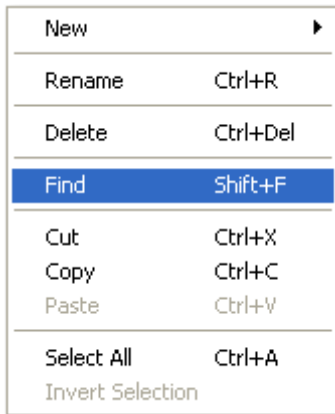 New
Rename Ctrl+R
Delete Ctrl+Del
Find Shift+F
Cut Ctrl+X
Copy Ctrl+C
Paste Ctrl+V
Select All Ctrl+A
Invert Selection